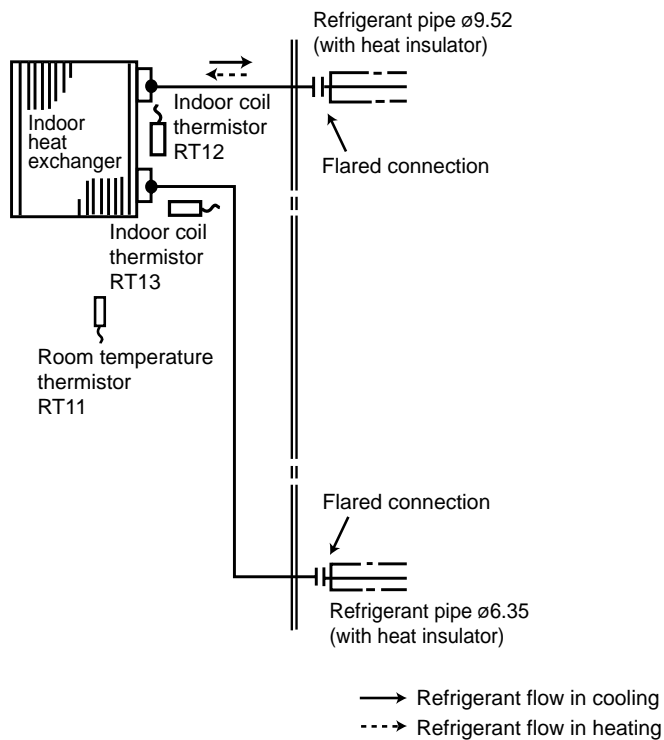 Refrigerant pipe ø9.52
(with heat insulator)
Indoor
heat
exchanger
Indoor coil
thermistor
RT12
Flared connection
Indoor coil
thermistor
RT13
Room temperature
thermistor
RT11
Flared connection
Refrigerant pipe ø6.35
(with heat insulator)
Refrigerant flow in cooling
Refrigerant flow in heating